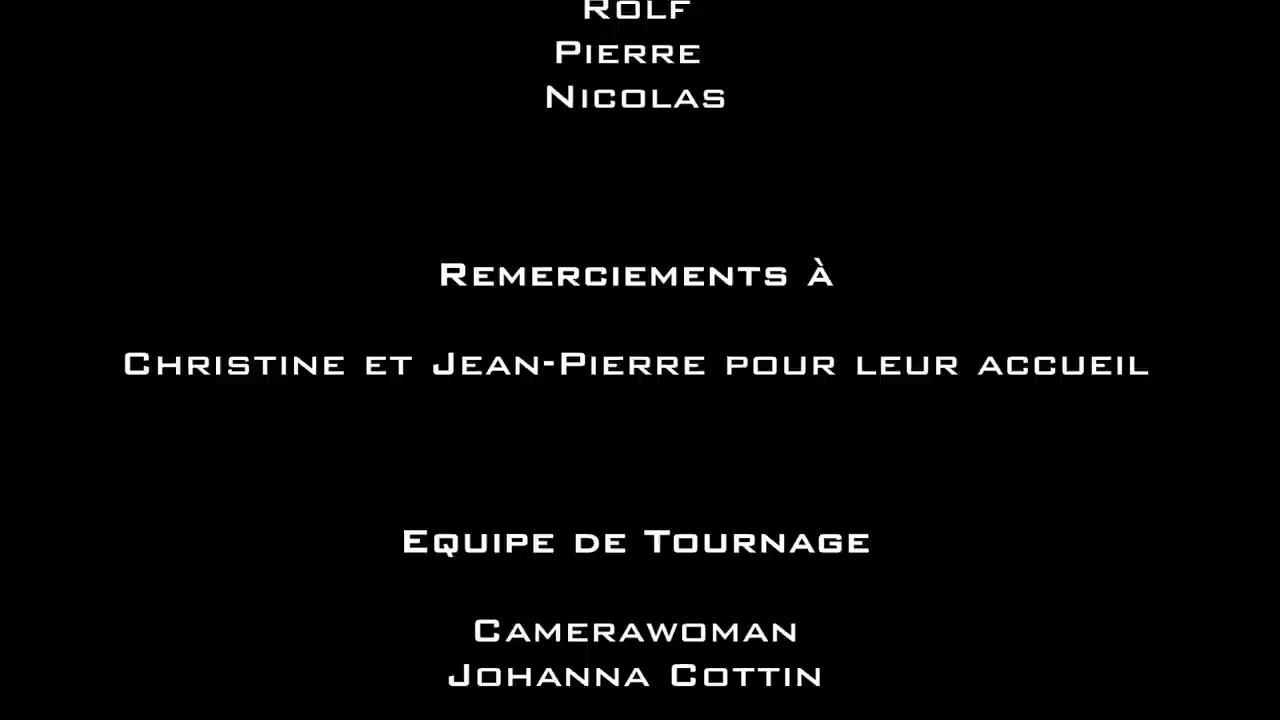 Rolf
Pierre
Nicolas
Remerciements à
Christine et Jean-Pierre pour leur accueil
Equipe de Tournage
Camerawoman
Johanna Cottin